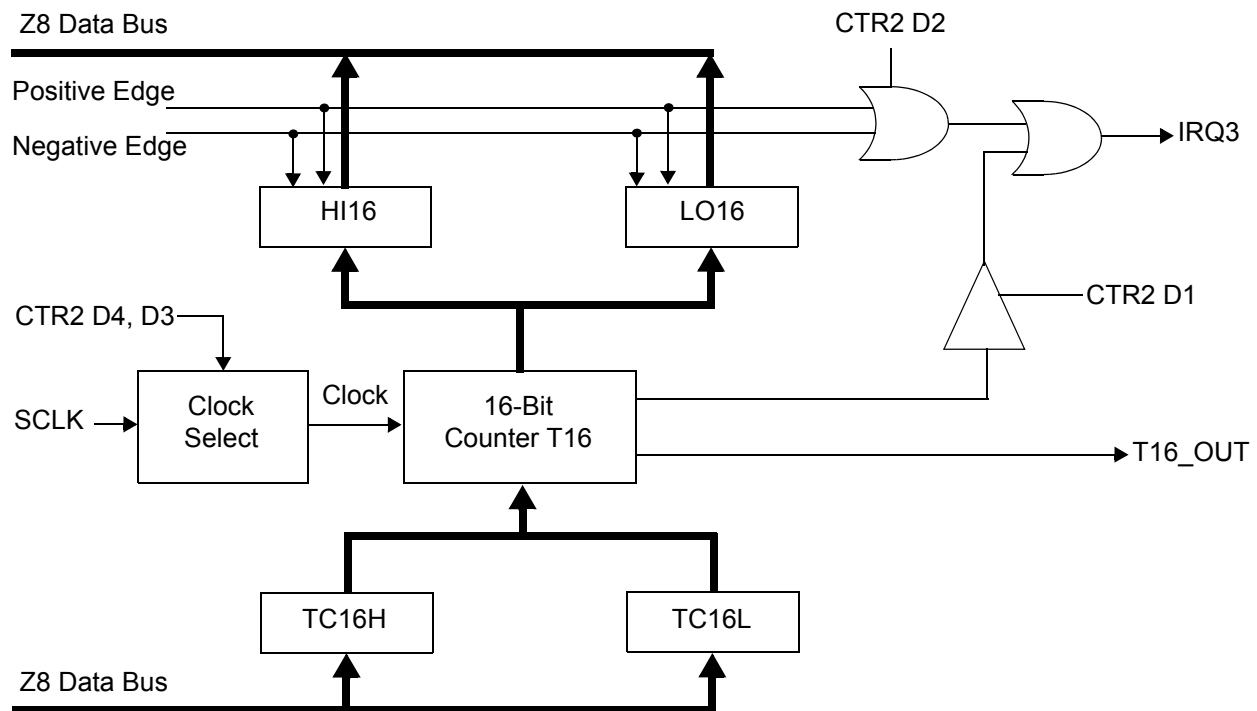 Z8 Data Bus
CTR2 D2
Positive Edge
Negative Edge
IRQ3
HI16
LO16
CTR2 D4, D3
CTR2 D1
SCLK
Clock
Select
Clock
16-Bit
Counter T16
T16_OUT
TC16H
TC16L
Z8 Data Bus